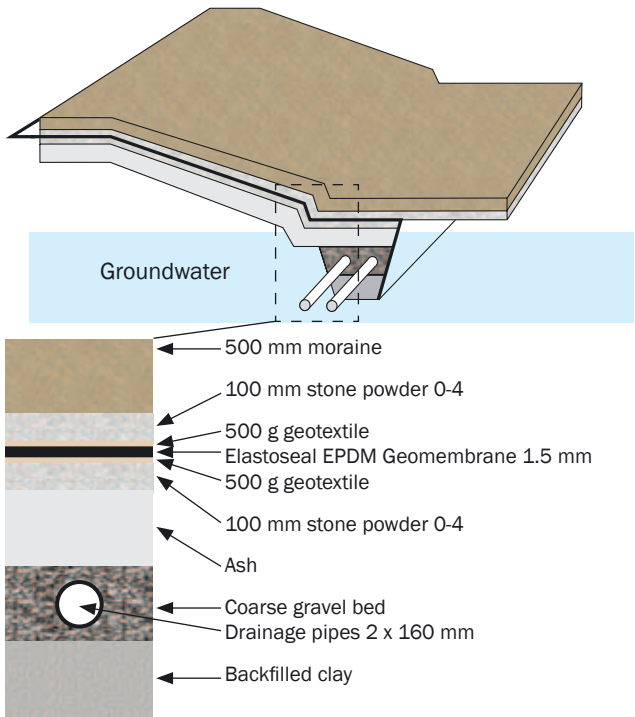 Groundwater
500 mm moraine
100 mm stone powder 0-4
500 g geotextile
Elastoseal EPDM Geomembrane 1.5 mm
500 g geotextile
100 mm stone powder 0-4
Ash
Coarse gravel bed
Drainage pipes 2 x 160 mm
Backfilled clay